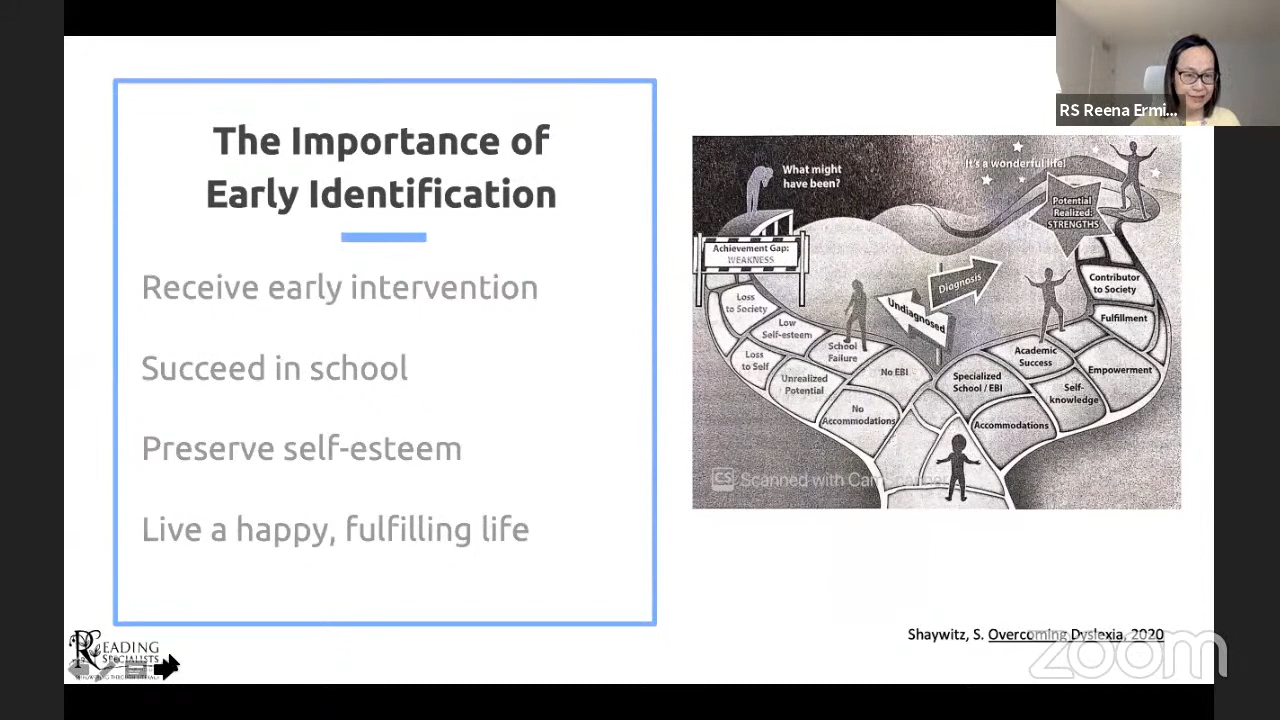 RS Reena Ermi...
The Importance of
Early Identification
Receive early intervention
Succeed in school
Preserve self-esteem
Live a happy, fulfilling life
What might
have been?
It's a wonderful life!
Potential
Realized:
STRENGTHS
Achievement Gap:
WEAKNESS
Diagnosis
Undiagnosed
Loss
to Society
Low
Self-esteem
School
Failure
Loss
to Self
Unrealized
Potential
No EBI
No
Accommodations
Specialized
School / EBI
Academic
Success
Contributor
to Society
Fulfillment
Empowerment
Self-
knowledge
Accommodations
CS Scanned with CamScanner
Shaywitz, S. Overcoming Dyslexia, 2020
READING
SPECIALISTS
zoom